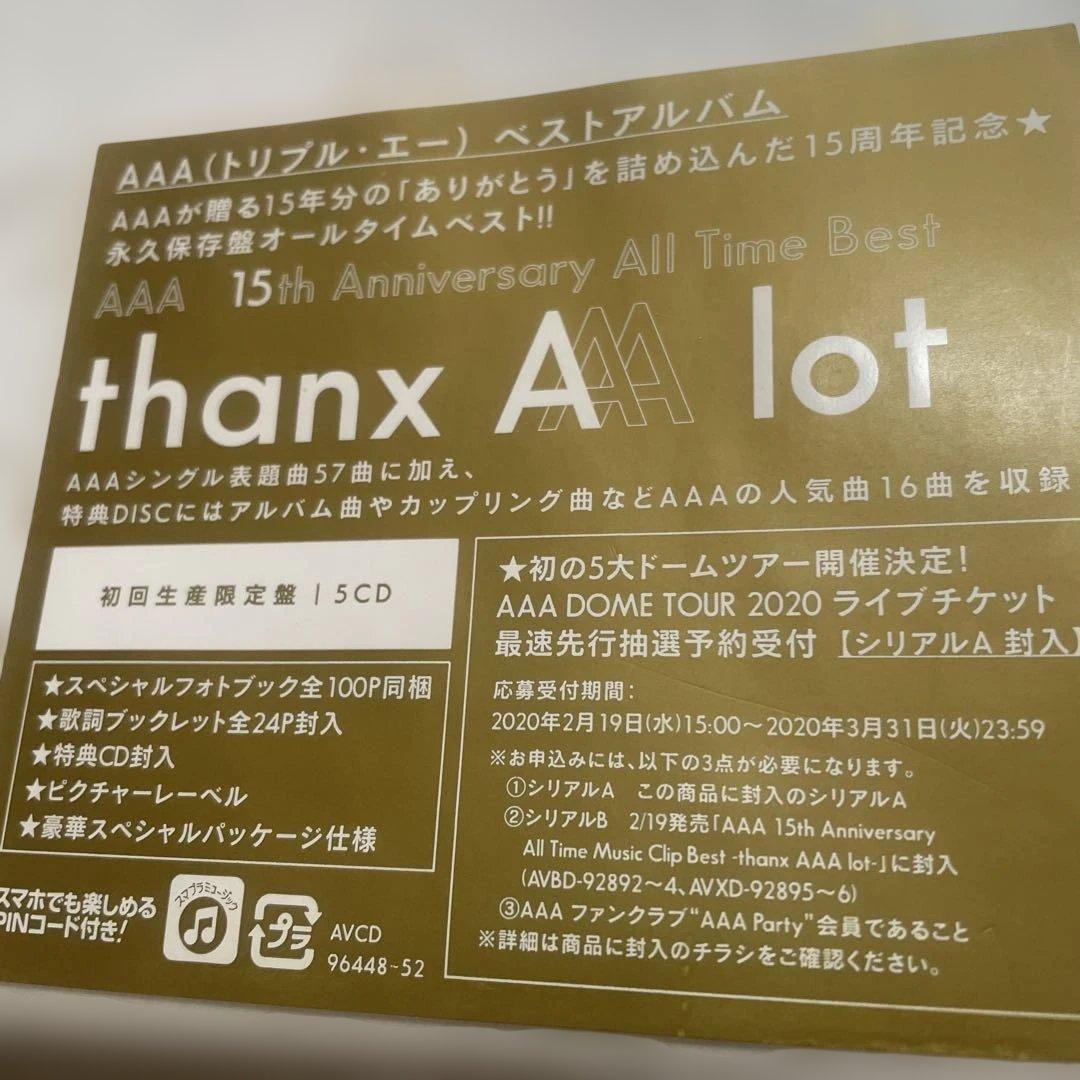 AAA(トリプル・エー) ベストアルバム
AAAが贈る15年分の「ありがとう」を詰め込んだ15周年記念★
永久保存盤オールタイムベスト!!
AAA 15th Anniversary All Time Best
thanx AAA lot
AAAシングル表題曲57曲に加え、
特典DISCにはアルバム曲やカップリング曲などAAAの人気曲16曲を収録
初回生産限定盤 | 5CD
★スペシャルフォトブック全100P同梱
★歌詞ブックレット全24P封入
★特典CD封入
★ピクチャーレーベル
★豪華スペシャルパッケージ仕様
スマホでも楽しめる
PINコード付き!
スマプラミュージック
プラ
AVCD
96448~52
★初の5大ドームツアー開催決定!
AAA DOME TOUR 2020 ライブチケット
最速先行抽選予約受付 【シリアルA 封入】
応募受付期間:
2020年2月19日(水)15:00～2020年3月31日(火)23:59
※お申込みには、以下の3点が必要になります。
①シリアルA この商品に封入のシリアルA
②シリアルB 2/19発売「AAA 15th Anniversary
All Time Music Clip Best -thanx AAA lot-」に封入
(AVBD-92892～4、AVXD-92895～6)
③AAA ファンクラブ“AAA Party”会員であること
※詳細は商品に封入のチラシをご確認ください。